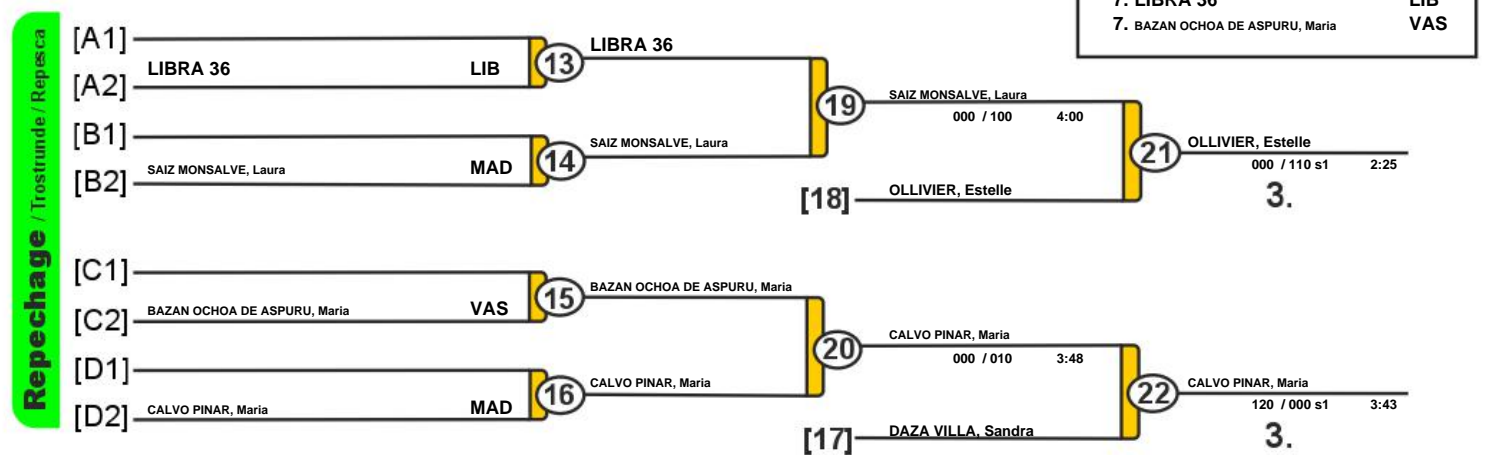 7. LIBRA 36 LIB
7. BAZAN OCHOA DE ASPURU, Maria VAS
Repechage / Trostrunde / Repesca
[A1]
LIBRA 36 LIB
[A2]
13
LIBRA 36
[B1]
SAIZ MONSALVE, Laura MAD
[B2]
14
SAIZ MONSALVE, Laura
19
SAIZ MONSALVE, Laura
000 / 100 4:00
[18]
OLLIVIER, Estelle
21
OLLIVIER, Estelle
000 / 110 s1 2:25
3.
[C1]
BAZAN OCHOA DE ASPURU, Maria VAS
[C2]
15
BAZAN OCHOA DE ASPURU, Maria
[D1]
CALVO PINAR, Maria MAD
[D2]
16
CALVO PINAR, Maria
20
CALVO PINAR, Maria
000 / 010 3:48
[17]
DAZA VILLA, Sandra
22
CALVO PINAR, Maria
120 / 000 s1 3:43
3.